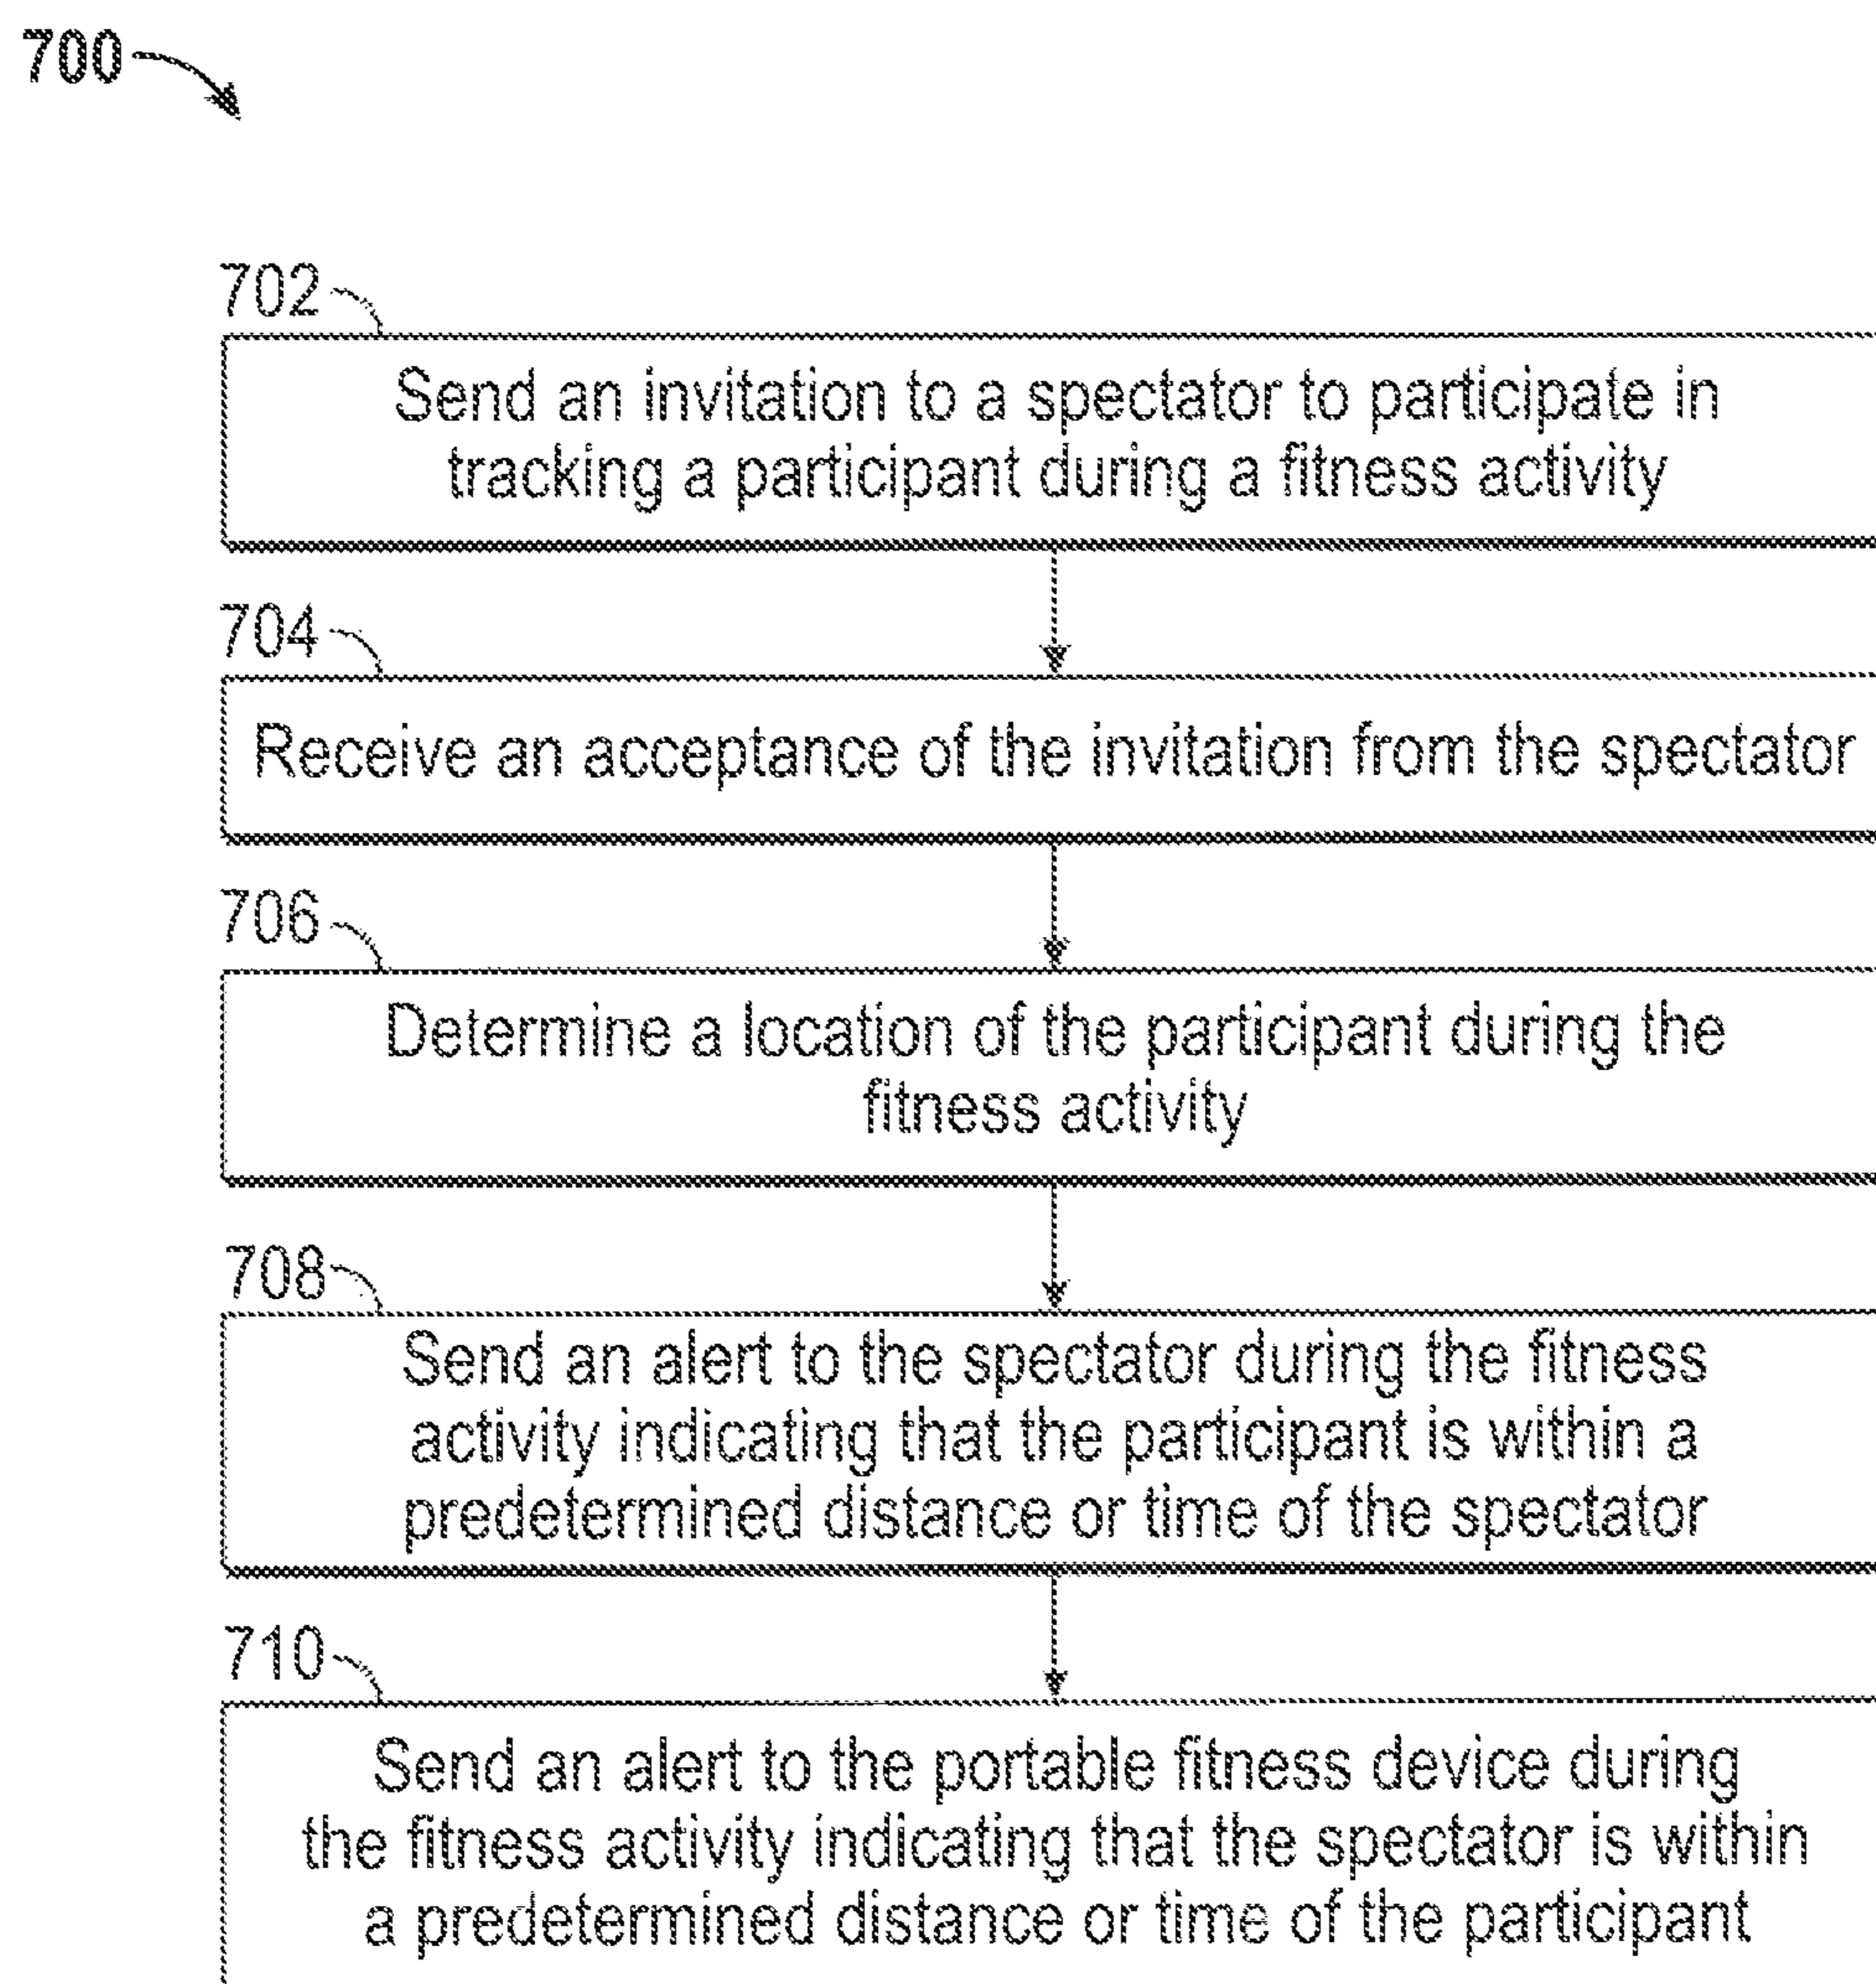 700
702
Send an invitation to a spectator to participate in
tracking a participant during a fitness activity
704
Receive an acceptance of the invitation from the spectator
706
Determine a location of the participant during the
fitness activity
708
Send an alert to the spectator during the fitness
activity indicating that the participant is within a
predetermined distance or time of the spectator
710
Send an alert to the portable fitness device during
the fitness activity indicating that the spectator is within
a predetermined distance or time of the participant